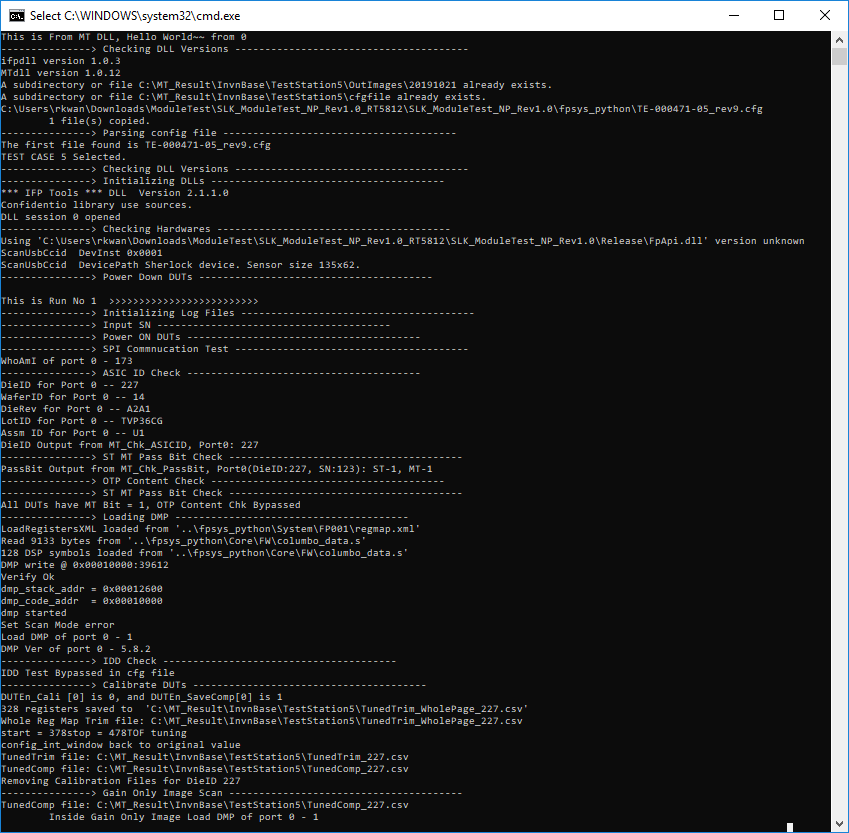 Select C:\WINDOWS\system32\cmd.exe
This is From MT DLL, Hello World~~ from 0
---------------> Checking DLL Versions ---------------------------------------
ifpdll version 1.0.3
MTdll version 1.0.12
A subdirectory or file C:\MT_Result\InvnBase\TestStation5\OutImages\20191021 already exists.
A subdirectory or file C:\MT_Result\InvnBase\TestStation5\cfgfile already exists.
C:\Users\rkwan\Downloads\ModuleTest\SLK_ModuleTest_NP_Rev1.0_RT5812\SLK_ModuleTest_NP_Rev1.0\fpsys_python\TE-000471-05_rev9.cfg
        1 file(s) copied.
---------------> Parsing config file ---------------------------------------
The first file found is TE-000471-05_rev9.cfg
TEST CASE 5 Selected.
---------------> Checking DLL Versions ---------------------------------------
---------------> Initializing DLLs ---------------------------------------
*** IFP Tools *** DLL  Version 2.1.1.0
Confidentio library use sources.
DLL session 0 opened
---------------> Checking Hardwares ---------------------------------------
Using 'C:\Users\rkwan\Downloads\ModuleTest\SLK_ModuleTest_NP_Rev1.0_RT5812\SLK_ModuleTest_NP_Rev1.0\Release\FpApi.dll' version unknown
ScanUsbCcid  DevInst 0x0001
ScanUsbCcid  DevicePath Sherlock device. Sensor size 135x62.
---------------> Power Down DUTs ---------------------------------------
This is Run No 1  >>>>>>>>>>>>>>>>>>>>>>>>>
---------------> Initializing Log Files ---------------------------------------
---------------> Input SN ---------------------------------------
---------------> Power ON DUTs ---------------------------------------
---------------> SPI Commnucation Test ---------------------------------------
WhoAmI of port 0 - 173
---------------> ASIC ID Check ---------------------------------------
DieID for Port 0 -- 227
WaferID for Port 0 -- 14
DieRev for Port 0 -- A2A1
LotID for Port 0 -- TVP36CG
Assm ID for Port 0 -- U1
DieID Output from MT_Chk_ASICID, Port0: 227
---------------> ST MT Pass Bit Check ---------------------------------------
PassBit Output from MT_Chk_PassBit, Port0(DieID:227, SN:123): ST-1, MT-1
---------------> OTP Content Check ---------------------------------------
---------------> ST MT Pass Bit Check ---------------------------------------
All DUTs have MT Bit = 1, OTP Content Chk Bypassed
---------------> Loading DMP ---------------------------------------
LoadRegistersXML loaded from '..\fpsys_python\System\FP001\regmap.xml'
Read 9133 bytes from '..\fpsys_python\Core\FW\columbo_data.s'
128 DSP symbols loaded from '..\fpsys_python\Core\FW\columbo_data.s'
DMP write @ 0x00010000:39612
Verify Ok
dmp_stack_addr = 0x00012600
dmp_code_addr  = 0x00010000
dmp started
Set Scan Mode error
Load DMP of port 0 - 1
DMP Ver of port 0 - 5.8.2
---------------> IDD Check ---------------------------------------
IDD Test Bypassed in cfg file
---------------> Calibrate DUTs ---------------------------------------
DUTEn_Cali [0] is 0, and DUTEn_SaveComp[0] is 1
328 registers saved to  'C:\MT_Result\InvnBase\TestStation5\TunedTrim_WholePage_227.csv'
Whole Reg Map Trim file: C:\MT_Result\InvnBase\TestStation5\TunedTrim_WholePage_227.csv
start = 378stop = 478TOF tuning
config_int_window back to original value
TunedTrim file: C:\MT_Result\InvnBase\TestStation5\TunedTrim_227.csv
TunedComp file: C:\MT_Result\InvnBase\TestStation5\TunedComp_227.csv
Removing Calibration Files for DieID 227
---------------> Gain Only Image Scan ---------------------------------------
TunedComp file: C:\MT_Result\InvnBase\TestStation5\TunedComp_227.csv
        Inside Gain Only Image Load DMP of port 0 - 1